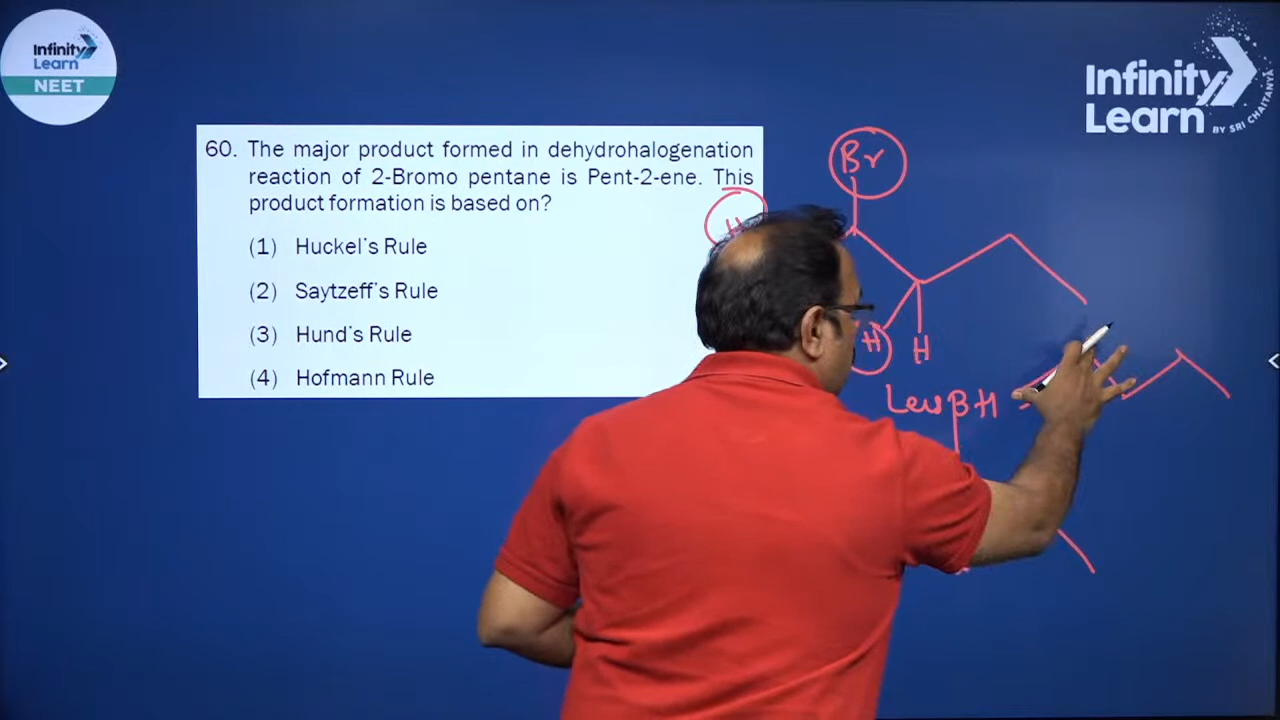 Infinity
Learn
NEET
Infinity
Learn
BY SRI CHAITANYA
60. The major product formed in dehydrohalogenation
reaction of 2-Bromo pentane is Pent-2-ene. This
product formation is based on?
(1) Huckel's Rule
(2) Saytzeff's Rule
(3) Hund's Rule
(4) Hofmann Rule
Br
H
H
H
Less βH